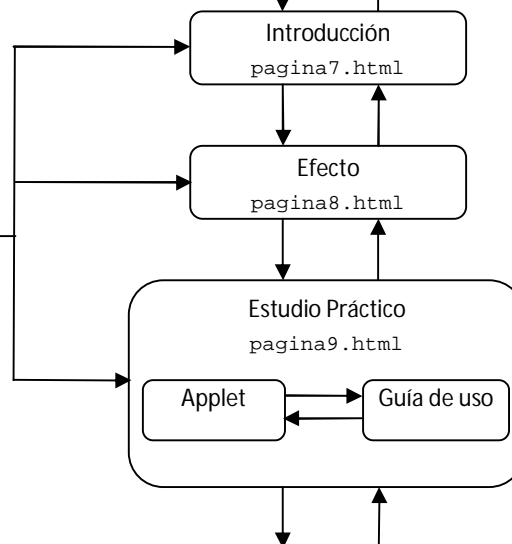 Introducción
pagina7.html
Efecto
pagina8.html
Estudio Práctico
pagina9.html
Applet
Guía de uso